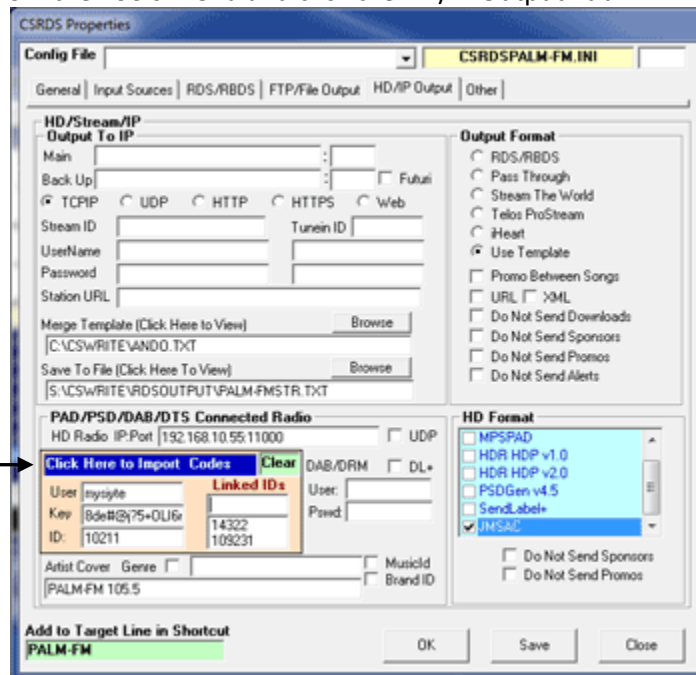 CSRDS Properties
Config File CSRDSPALM-FM.INI
General Input Sources RDS/RBDS FTP/File Output HD/IP Output Other
HD/Stream/IP
Output To IP
Main :
Back Up : Futuri
TCPIP UDP HTTP HTTPS Web
Stream ID Tunein ID
UserName
Password
Station URL
Merge Template (Click Here to View) Browse
C:\CSWRITE\ANDO.TXT
Save To File (Click Here To View) Browse
S:\CSWRITE\RDSOUTPUT\PALM-FMSTR.TXT
Output Format
RDS/RBDS
Pass Through
Stream The World
Telos ProStream
iHeart
Use Template
Promo Between Songs
URL XML
Do Not Send Downloads
Do Not Send Sponsors
Do Not Send Promos
Do Not Send Alerts
PAD/PSD/DAB/DTS Connected Radio
HD Radio IP:Port 192.168.10.55:11000 UDP
Click Here to Import Codes Clear DAB/DRM DL+
User mysiyte Linked IDs User:
Key Pswd:
ID: 10211 14322
109231
Artist Cover Genre MusicId
Brand ID
PALM-FM 105.5
HD Format
MPSPAD
HDR HDP v1.0
HDR HDP v2.0
PSDGen v4.5
SendLabel+
JMSAC
Do Not Send Sponsors
Do Not Send Promos
Add to Target Line in Shortcut
PALM-FM
OK Save Close